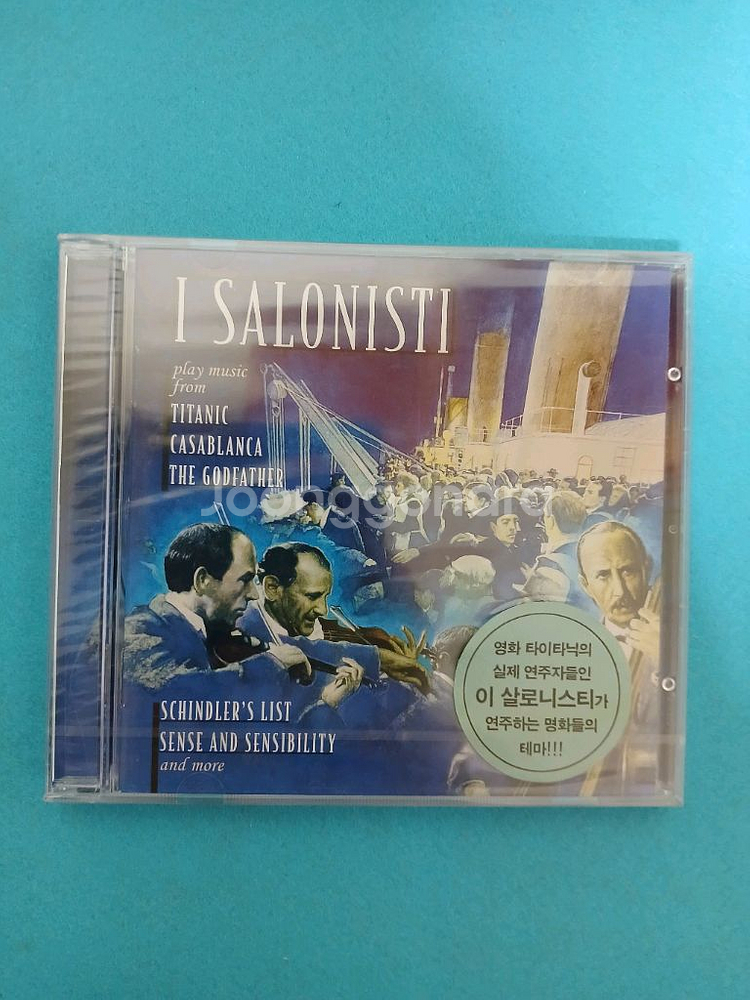 I SALONISTI
play music
from
TITANIC
CASABLANCA
THE GODFATHER
Joonggonara
SCHINDLER'S LIST
SENSE AND SENSIBILITY
and more
영화 타이타닉의
실제 연주자들인
이 살로니스티가
연주하는 명화들의
테마!!!